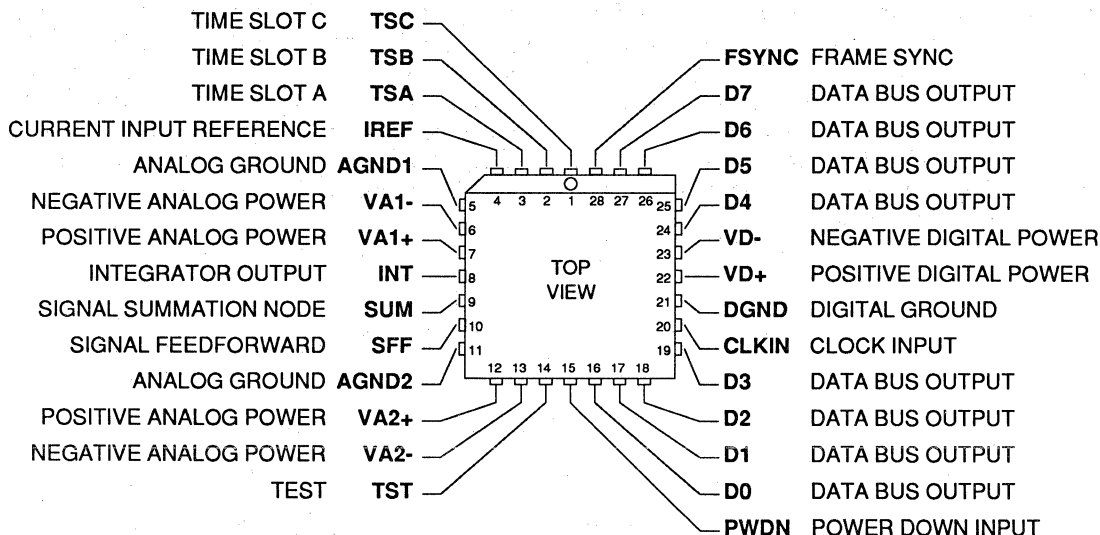 TIME SLOT C TSC
TIME SLOT B TSB
TIME SLOT A TSA
CURRENT INPUT REFERENCE IREF
ANALOG GROUND AGND1
NEGATIVE ANALOG POWER VA1-
POSITIVE ANALOG POWER VA1+
INTEGRATOR OUTPUT INT
SIGNAL SUMMATION NODE SUM
SIGNAL FEEDFORWARD SFF
ANALOG GROUND AGND2
POSITIVE ANALOG POWER VA2+
NEGATIVE ANALOG POWER VA2-
TEST TST
4 3 2 1 28 27 26
5
6
7
8
9
10
11
TOP
VIEW
25
24
23
22
21
20
19
12 13 14 15 16 17 18
FSYNC FRAME SYNC
D7 DATA BUS OUTPUT
D6 DATA BUS OUTPUT
D5 DATA BUS OUTPUT
D4 DATA BUS OUTPUT
VD- NEGATIVE DIGITAL POWER
VD+ POSITIVE DIGITAL POWER
DGND DIGITAL GROUND
CLKIN CLOCK INPUT
D3 DATA BUS OUTPUT
D2 DATA BUS OUTPUT
D1 DATA BUS OUTPUT
D0 DATA BUS OUTPUT
PWDN POWER DOWN INPUT